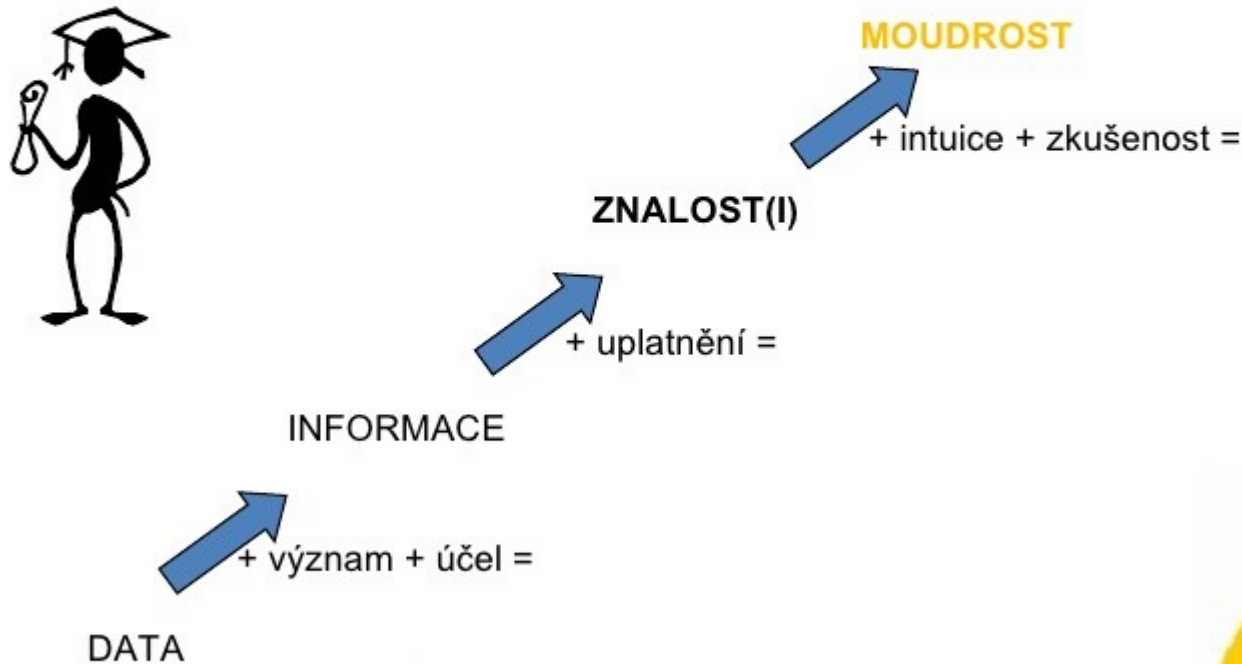 MOUDROST
+ intuice + zkušenost =
ZNALOST(I)
+ uplatnění =
INFORMACE
+ význam + účel =
DATA